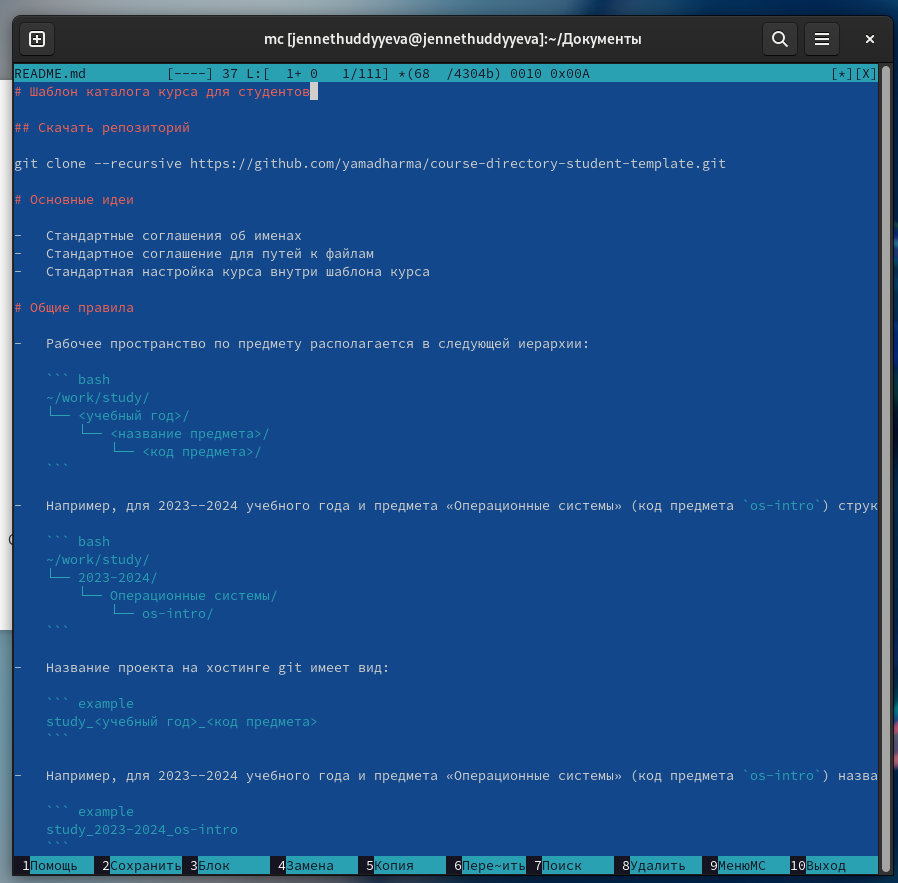 mc [jennethuddyyeva@jennethuddyyeva]:~/Документы
README.md [----] 37 L:[ 1+ 0 1/111] *(68 /4304b) 0010 0x00A [*][X]
# Шаблон каталога курса для студентов
## Скачать репозиторий
git clone --recursive https://github.com/yamadharma/course-directory-student-template.git
# Основные идеи
- Стандартные соглашения об именах
- Стандартное соглашение для путей к файлам
- Стандартная настройка курса внутри шаблона курса
# Общие правила
- Рабочее пространство по предмету располагается в следующей иерархии:
``` bash
~/work/study/
└── <учебный год>/
└── <название предмета>/
└── <код предмета>/
```
- Например, для 2023--2024 учебного года и предмета «Операционные системы» (код предмета `os-intro`) струк
``` bash
~/work/study/
└── 2023-2024/
└── Операционные системы/
└── os-intro/
```
- Название проекта на хостинге git имеет вид:
``` example
study_<учебный год>_<код предмета>
```
- Например, для 2023--2024 учебного года и предмета «Операционные системы» (код предмета `os-intro`) назва
``` example
study_2023-2024_os-intro
```
1Помощь 2Сохранить 3Блок 4Замена 5Копия 6Пере~ить 7Поиск 8Удалить 9МенюMC 10Выход